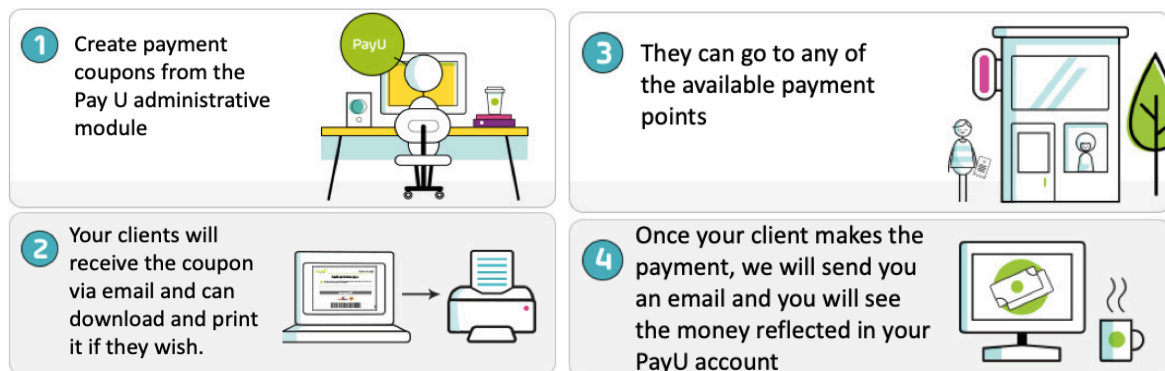 1
Create payment
coupons from the
Pay U administrative
module
PayU
2
Your clients will
receive the coupon
via email and can
download and print
it if they wish.
3
They can go to any of
the available payment
points
4
Once your client makes the
payment, we will send you
an email and you will see
the money reflected in your
PayU account